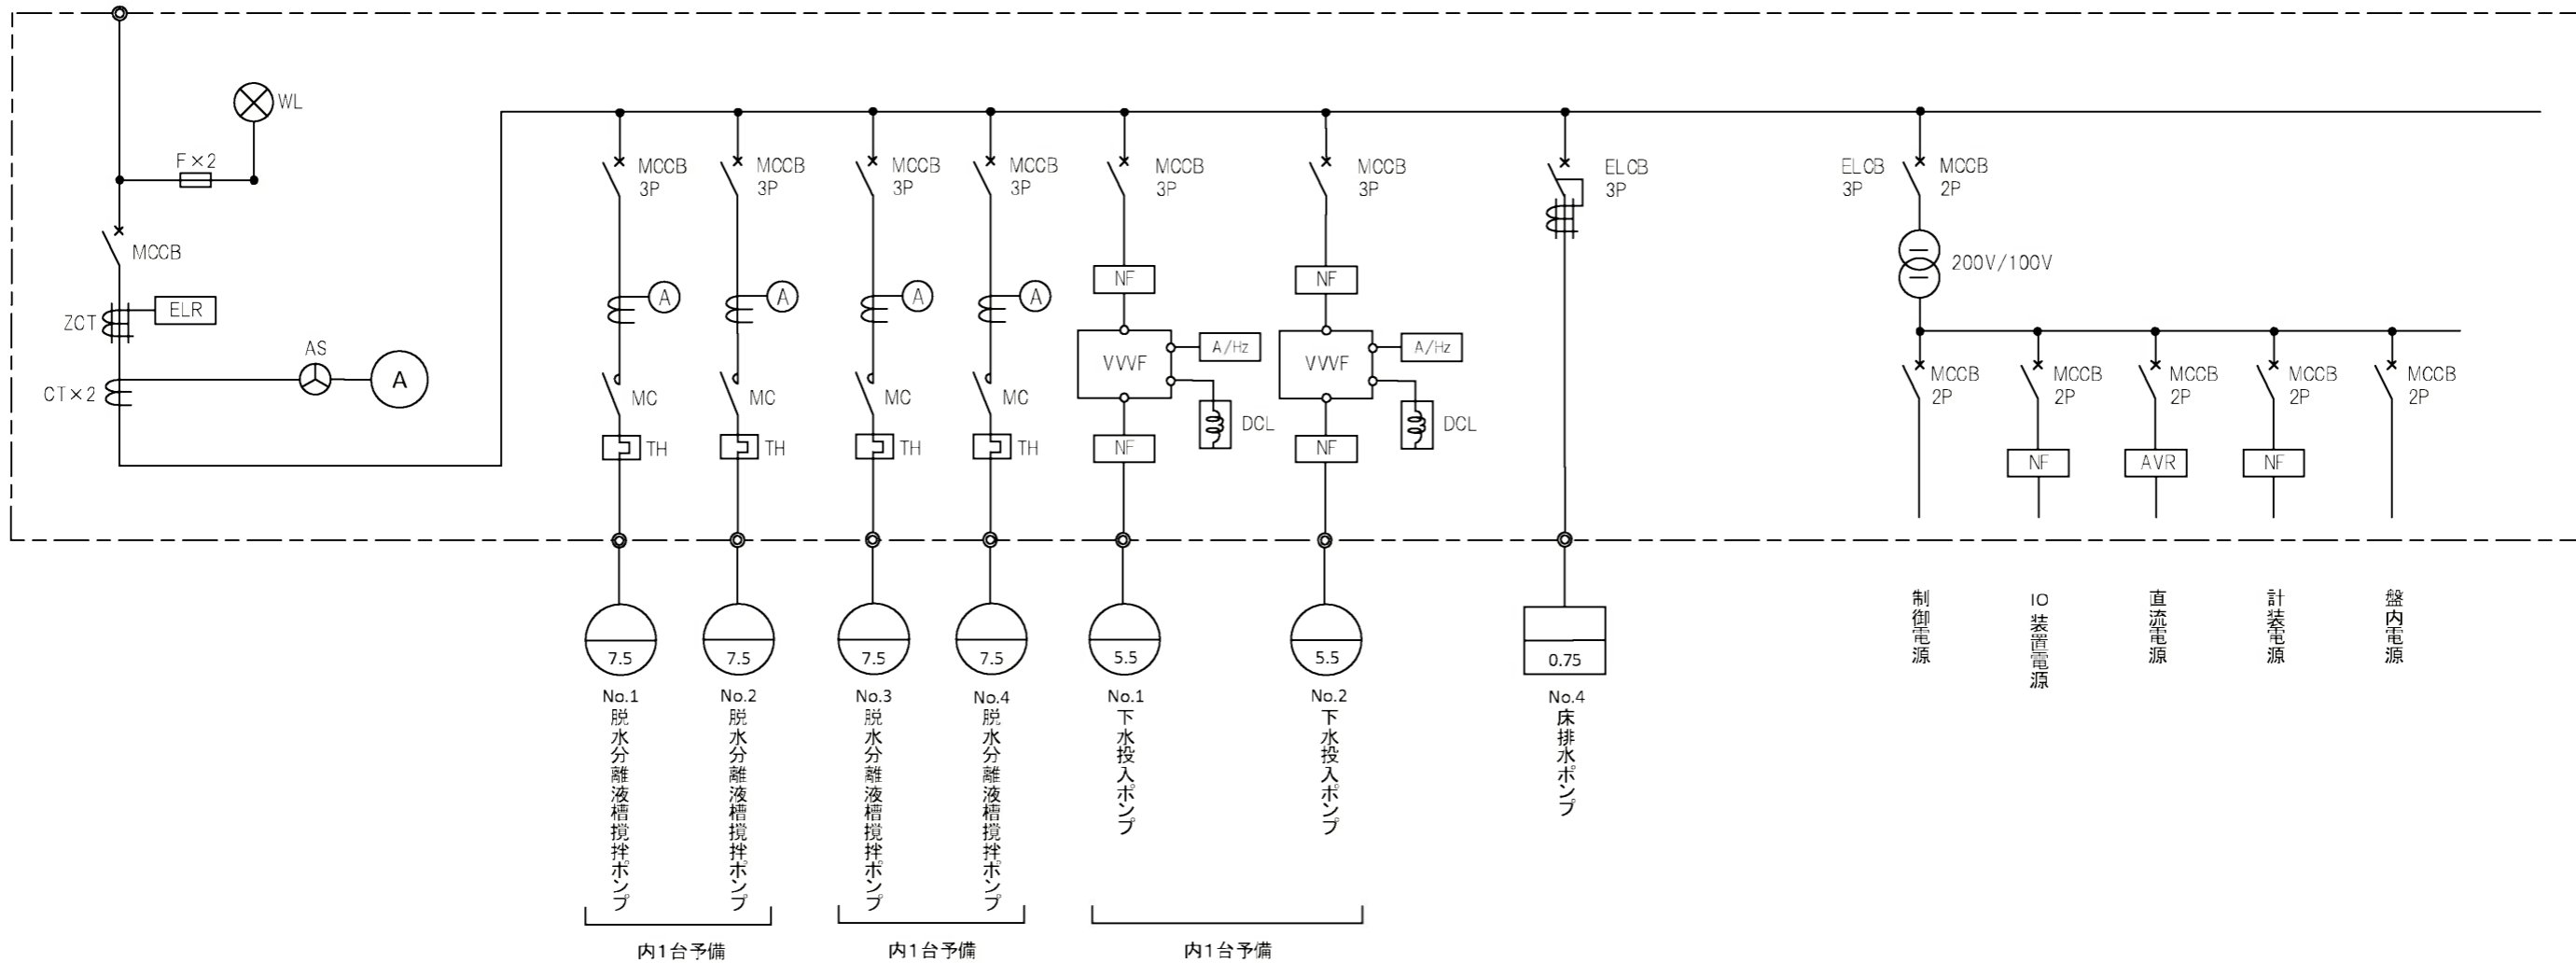 WL
F×2
MCCB
ZCT
ELR
AS
A
CT×2
MCCB
3P
A
MC
TH
MCCB
3P
A
MC
TH
MCCB
3P
A
MC
TH
MCCB
3P
A
MC
TH
MCCB
3P
NF
VVVF
A/Hz
DCL
NF
MCCB
3P
NF
VVVF
A/Hz
DCL
NF
ELCB
3P
ELCB
3P
MCCB
2P
200V/100V
MCCB
2P
MCCB
2P
NF
MCCB
2P
AVR
MCCB
2P
NF
MCCB
2P
制御電源
IO装置電源
直流電源
計装電源
盤内電源
7.5
No.1
脱水分離液槽撹拌ポンプ
7.5
No.2
脱水分離液槽撹拌ポンプ
7.5
No.3
脱水分離液槽撹拌ポンプ
7.5
No.4
脱水分離液槽撹拌ポンプ
5.5
No.1
下水投入ポンプ
5.5
No.2
下水投入ポンプ
0.75
No.4
床排水ポンプ
内1台予備
内1台予備
内1台予備